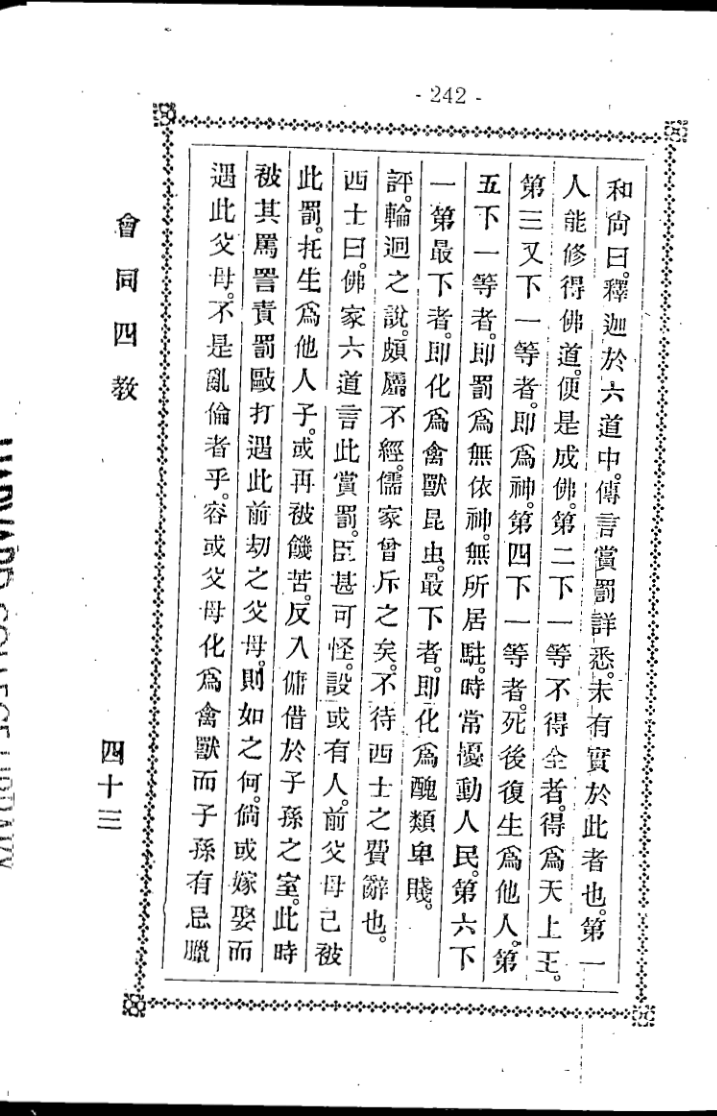 - 242 -
和尙曰。釋迦於六道中。傳言賞罰詳悉。未有實於此者也。第一
人能修得佛道。便是成佛。第二下一等不得全者。得爲天上王。
第三又下一等者。即爲神。第四下一等者。死後復生爲他人。第
五下一等者。即罰爲無依神。無所居駐。時常擾動人民。第六下
一第最下者。即化爲禽獸昆虫。最下者。即化爲醜類卑賤。
評。輪迴之說。頗屬不經。儒家曾斥之矣。不待西士之費辭也。
西士曰。佛家六道言此賞罰。臣甚可怪。設或有人。前父母己被
此罰。托生爲他人子。或再被饑苦。反入傭借於子孫之室。此時
被其罵詈責罰毆打遇此前刧之父母。則如之何。倘或嫁娶而
遇此父母。不是亂倫者乎。容或父母化爲禽獸而子孫有忌臘
會同四教
四十三